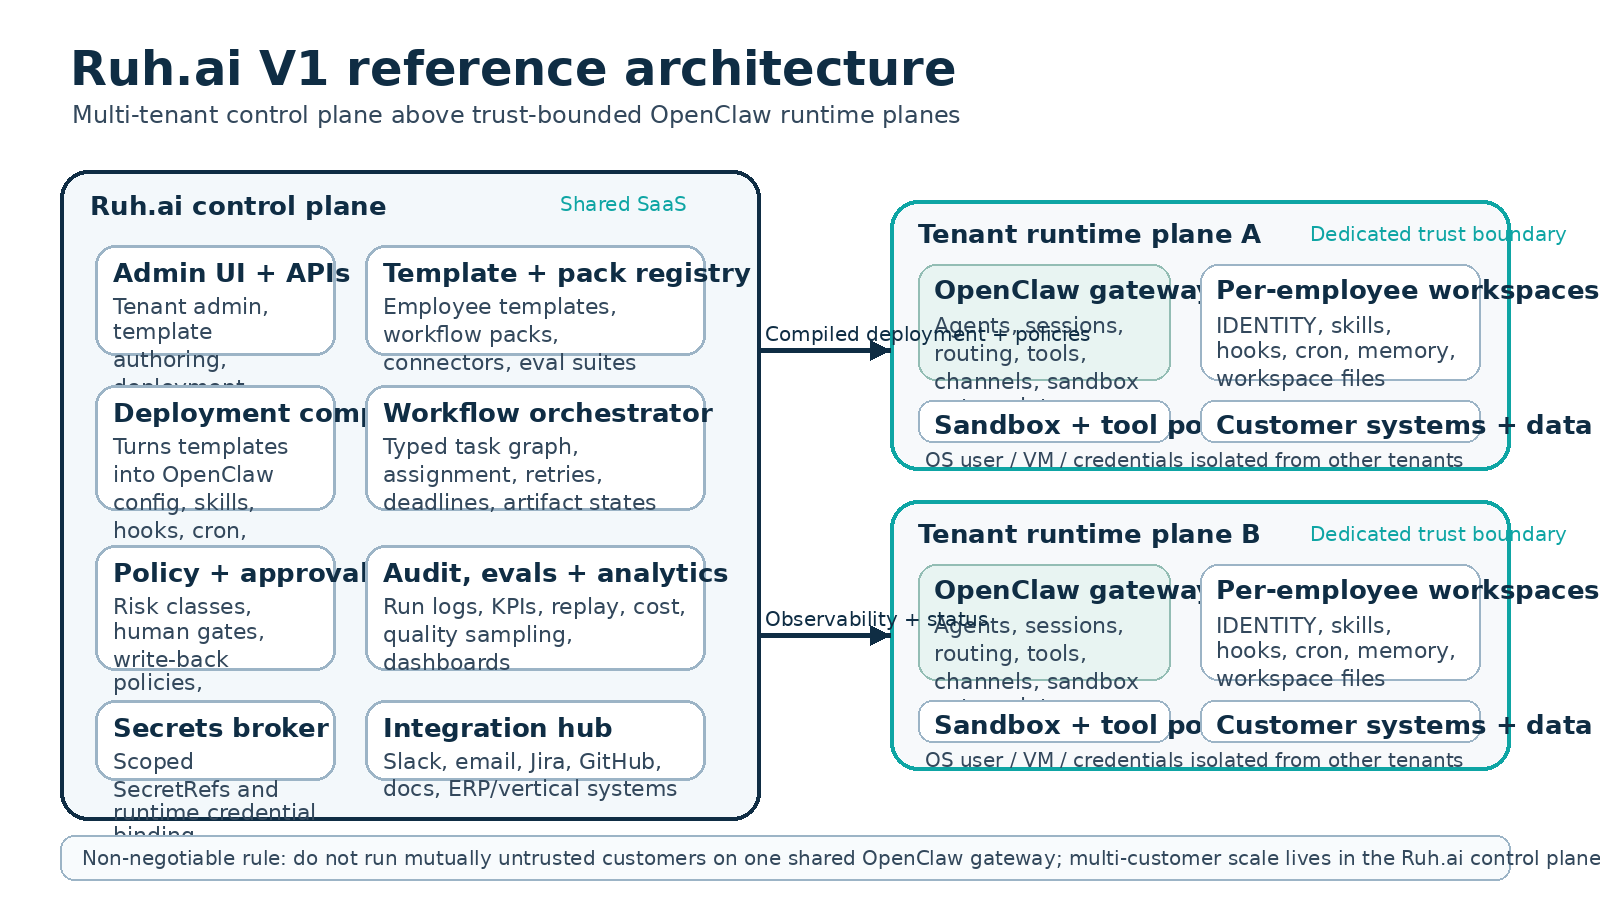 Ruh.ai V1 reference architecture
Multi-tenant control plane above trust-bounded OpenClaw runtime planes
Ruh.ai control plane
Shared SaaS
Admin UI + APIs
Tenant admin,
template
authoring,
deployment
Template + pack registry
Employee templates,
workflow packs,
connectors, eval suites
Deployment
Turns templates
into OpenClaw
config, skills,
hooks, cron,
Workflow orchestrator
Typed task graph,
assignment, retries,
deadlines, artifact states
Policy + approval
Risk classes,
human gates,
write-back
policies,
Audit, evals + analytics
Run logs, KPIs, replay, cost,
quality sampling,
dashboards
Secrets broker
Scoped
SecretRefs and
runtime credential
binding
Integration hub
Slack, email, Jira, GitHub,
docs, ERP/vertical systems
Compiled deployment + policies
Observability + status
Tenant runtime plane A
Dedicated trust boundary
OpenClaw gateway
Agents, sessions,
routing, tools,
channels, sandbox
Per-employee workspaces
IDENTITY, skills,
hooks, cron, memory,
workspace files
Sandbox + tool
Customer systems + data
OS user / VM / credentials isolated from other tenants
Tenant runtime plane B
Dedicated trust boundary
OpenClaw gateway
Agents, sessions,
routing, tools,
channels, sandbox
Per-employee workspaces
IDENTITY, skills,
hooks, cron, memory,
workspace files
Sandbox + tool
Customer systems + data
OS user / VM / credentials isolated from other tenants
Non-negotiable rule: do not run mutually untrusted customers on one shared OpenClaw gateway; multi-customer scale lives in the Ruh.ai control plane